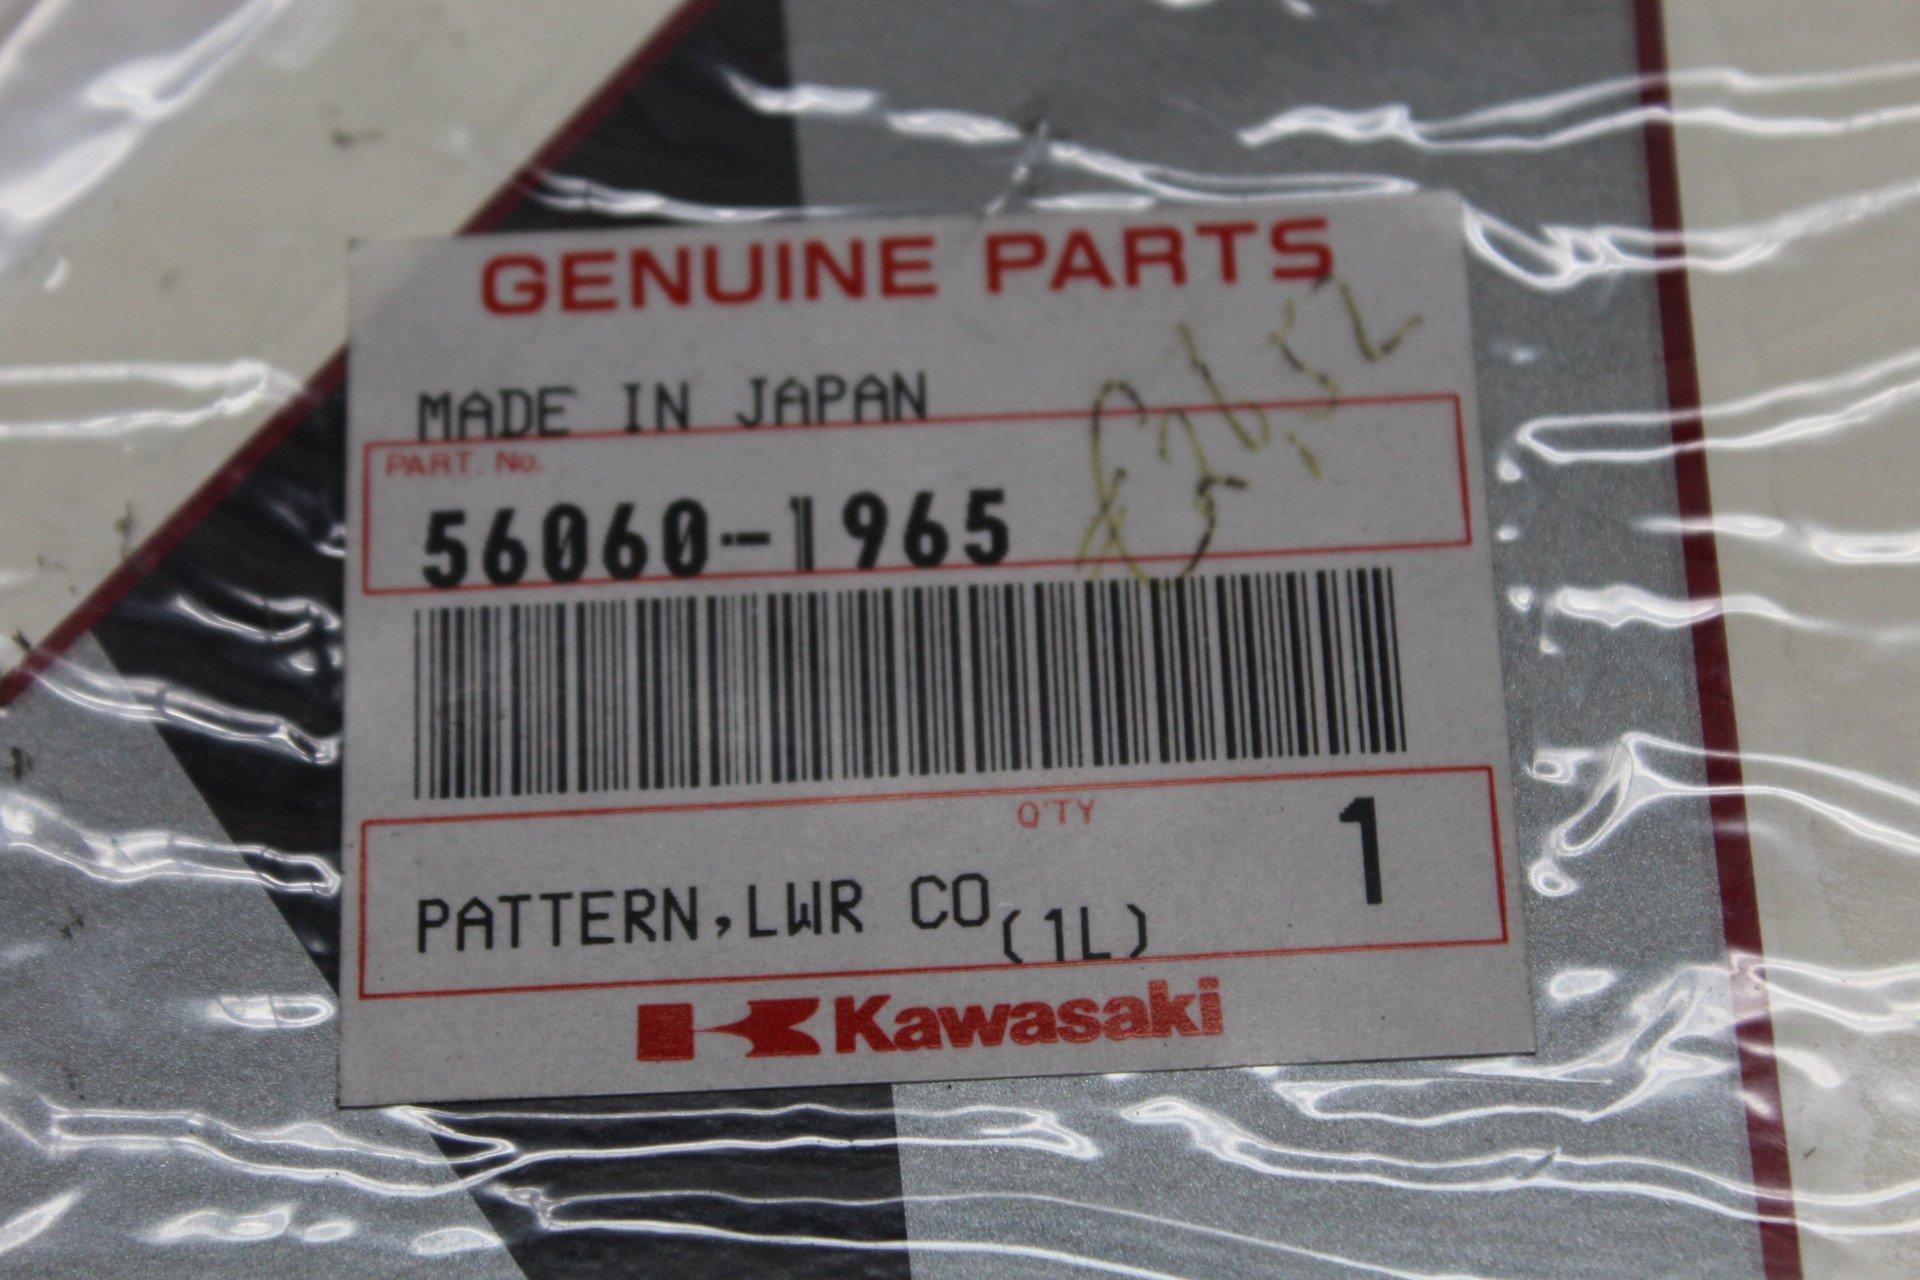 GENUINE PARTS
MADE IN JAPAN
PART. No.
56060-1965
Q'TY
1
PATTERN,LWR CO(1L)
Kawasaki